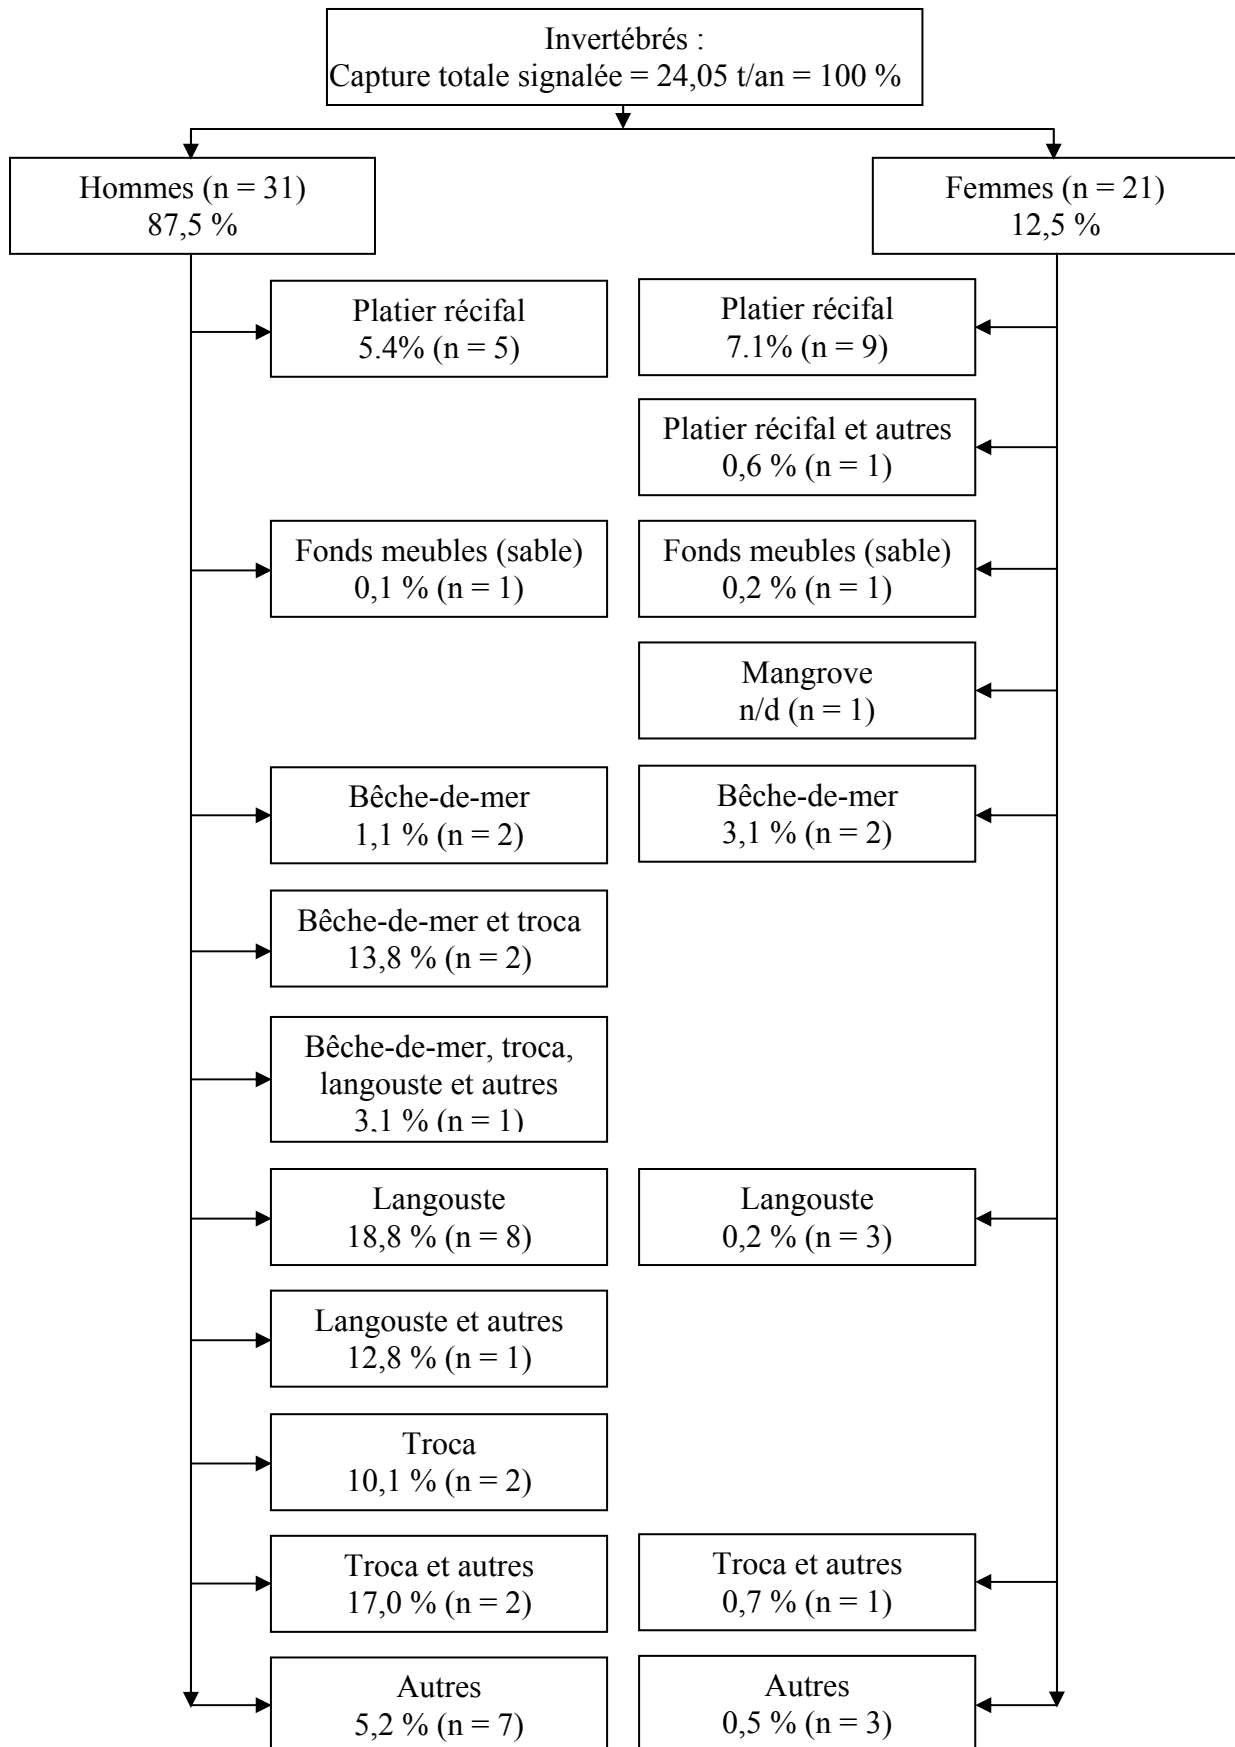 Invertébrés :
Capture totale signalée = 24,05 t/an = 100 %
Hommes (n = 31)
87,5 %
Femmes (n = 21)
12,5 %
Platier récifal
5.4% (n = 5)
Platier récifal
7.1% (n = 9)
Platier récifal et autres
0,6 % (n = 1)
Fonds meubles (sable)
0,1 % (n = 1)
Fonds meubles (sable)
0,2 % (n = 1)
Mangrove
n/d (n = 1)
Bêche-de-mer
1,1 % (n = 2)
Bêche-de-mer
3,1 % (n = 2)
Bêche-de-mer et troca
13,8 % (n = 2)
Bêche-de-mer, troca,
langouste et autres
3,1 % (n = 1)
Langouste
18,8 % (n = 8)
Langouste
0,2 % (n = 3)
Langouste et autres
12,8 % (n = 1)
Troca
10,1 % (n = 2)
Troca et autres
17,0 % (n = 2)
Troca et autres
0,7 % (n = 1)
Autres
5,2 % (n = 7)
Autres
0,5 % (n = 3)